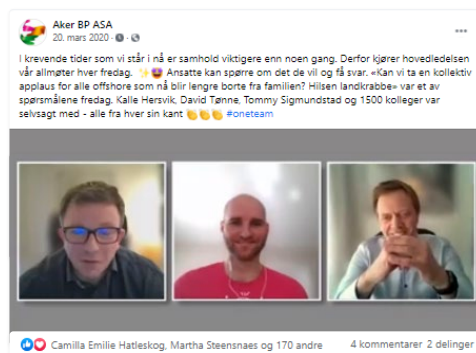 Aker BP ASA
20. mars 2020 ·
I krevende tider som vi står i nå er samhold viktigere enn noen gang. Derfor kjører hovedledelsen
vår allmøter hver fredag. ✨🤩 Ansatte kan spørre om det de vil og få svar. «Kan vi ta en kollektiv
applaus for alle offshore som nå blir lengre borte fra familien? Hilsen landkrabbe» var et av
spørsmålene fredag. Kalle Hersvik, David Tønne, Tommy Sigmundstad og 1500 kolleger var
selvsagt med - alle fra hver sin kant 👏👏👏 #oneteam
Camilla Emilie Hatleskog, Martha Steensnaes og 170 andre 4 kommentarer 2 delinger